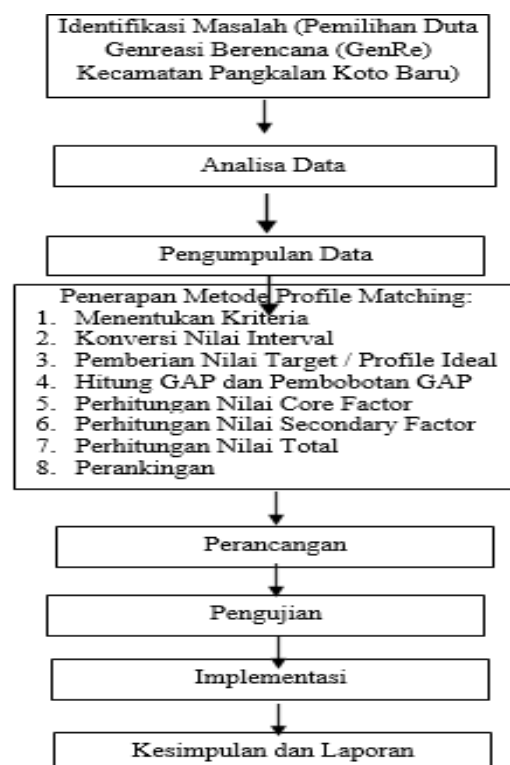 Identifikasi Masalah (Pemilihan Duta
Genreasi Berencana (GenRe)
Kecamatan Pangkalan Koto Baru)
Analisa Data
Pengumpulan Data
Penerapan Metode Profile Matching:
1. Menentukan Kriteria
2. Konversi Nilai Interval
3. Pemberian Nilai Target / Profile Ideal
4. Hitung GAP dan Pembobotan GAP
5. Perhitungan Nilai Core Factor
6. Perhitungan Nilai Secondary Factor
7. Perhitungan Nilai Total
8. Perankingan
Perancangan
Pengujian
Implementasi
Kesimpulan dan Laporan